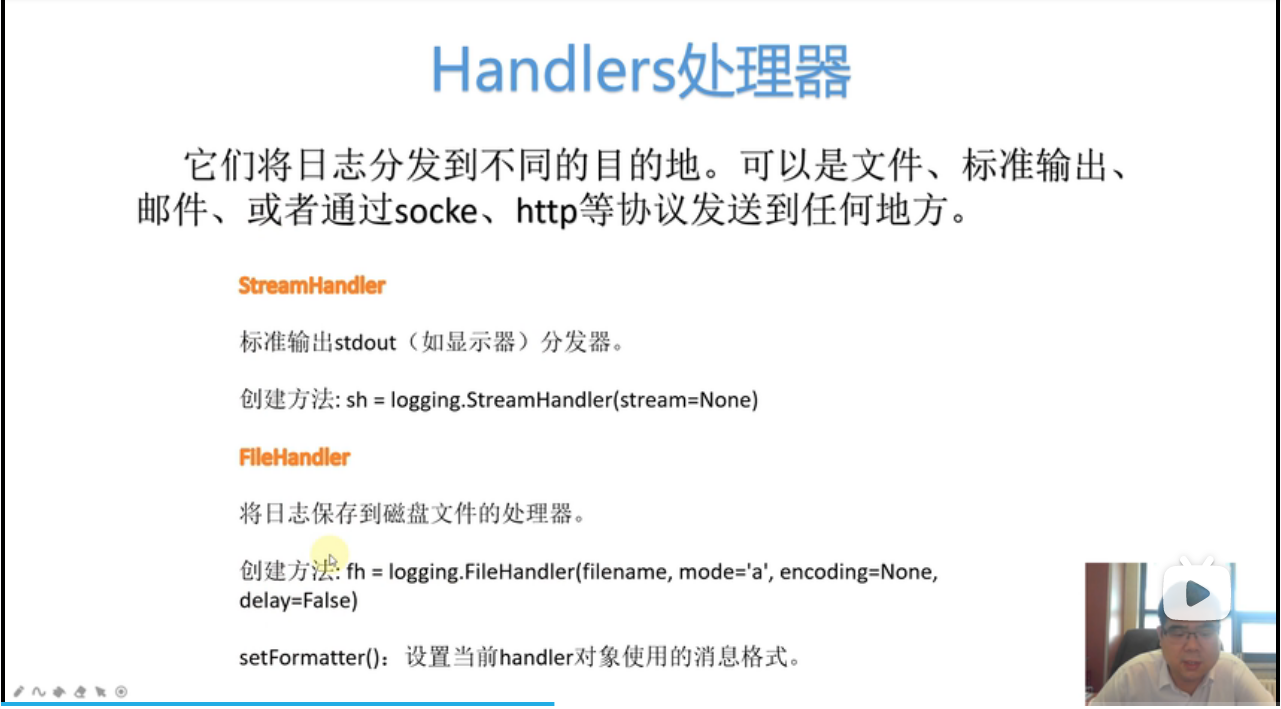 Handlers处理器
它们将日志分发到不同的目的地。可以是文件、标准输出、
邮件、或者通过socke、http等协议发送到任何地方。
StreamHandler
标准输出stdout（如显示器）分发器。
创建方法: sh = logging.StreamHandler(stream=None)
FileHandler
将日志保存到磁盘文件的处理器。
创建方法: fh = logging.FileHandler(filename, mode='a', encoding=None,
delay=False)
setFormatter()：设置当前handler对象使用的消息格式。